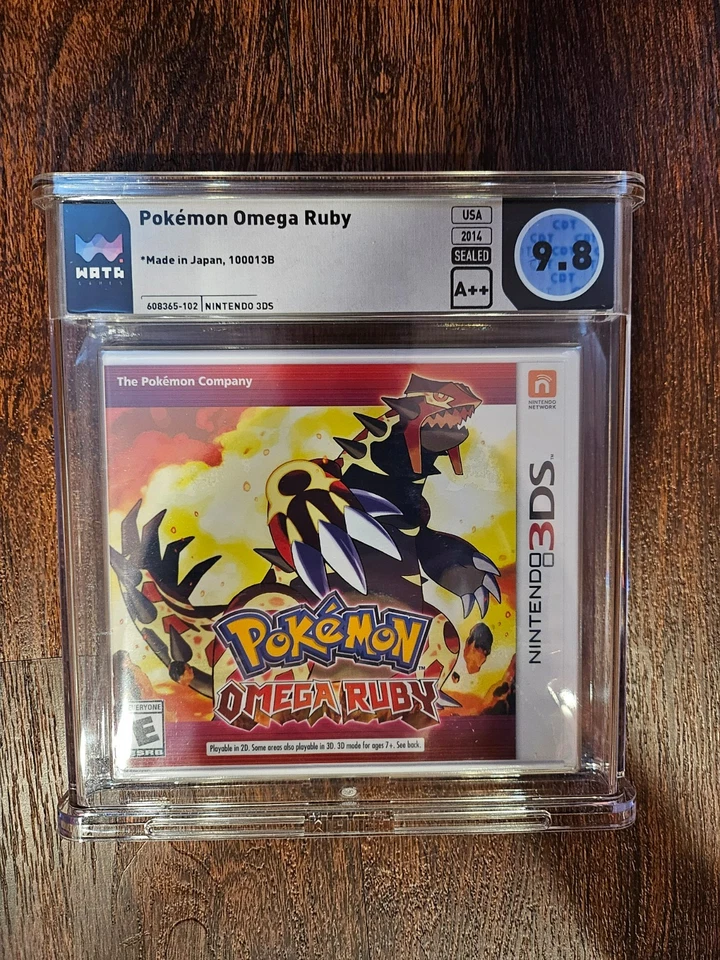 Pokémon Omega Ruby
*Made in Japan, 100013B
608365-102 NINTENDO 3DS
WATA
GAMES
USA
2014
SEALED
A++
CDT
9.8
The Pokémon Company
NINTENDO
NETWORK
NINTENDO 3DS
POKéMON
OMEGA RUBY
EVERYONE
E
ESRB
Playable in 2D. Some areas also playable in 3D. 3D mode for ages 7+. See back.